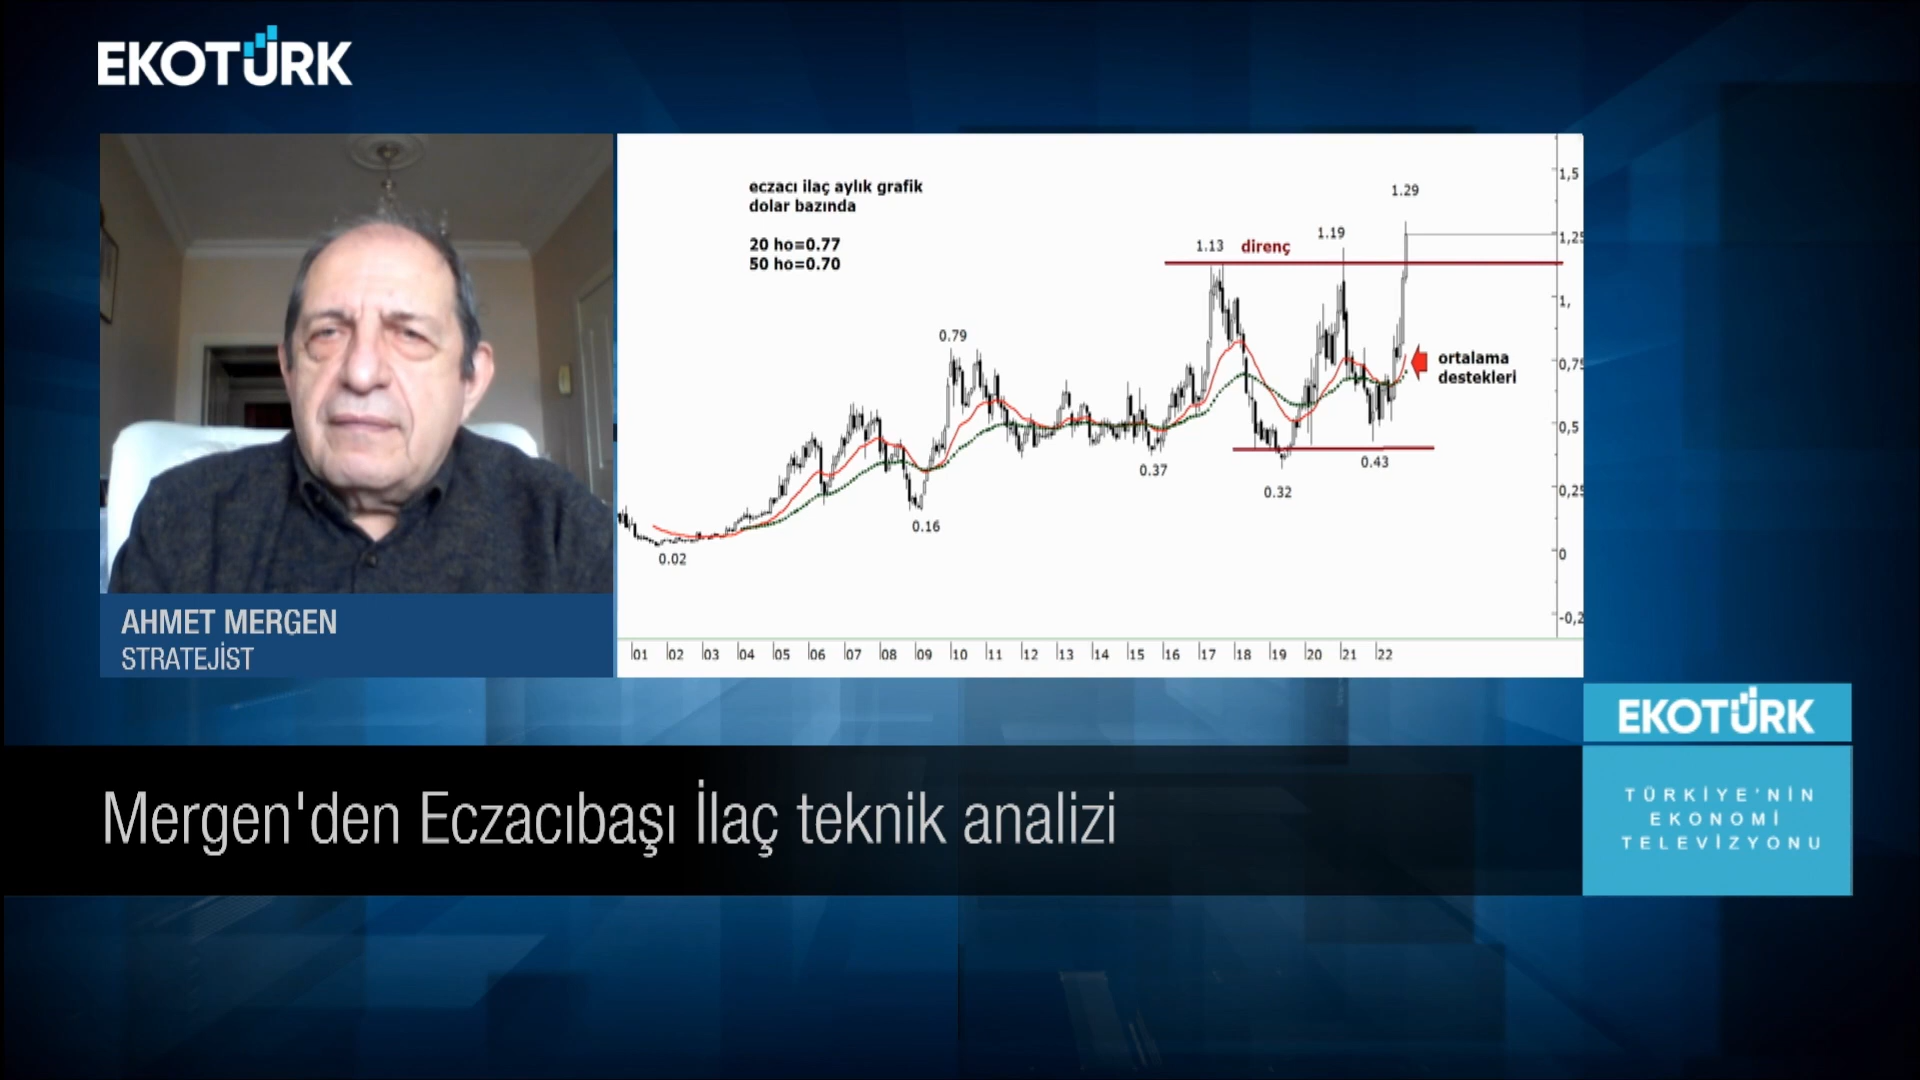 EKOTÜRK
eczacı ilaç aylık grafik
dolar bazında
20 ho=0.77
50 ho=0.70
1.29
1.13
direnç
1.19
0.79
ortalama
destekleri
0.37
0.43
0.32
0.16
0.02
1,5
1,25
1,
0,75
0,5
0,25
0
-0,2
01 02 03 04 05 06 07 08 09 10 11 12 13 14 15 16 17 18 19 20 21 22
AHMET MERGEN
STRATEJİST
EKOTÜRK
TÜRKİYE'NİN
EKONOMİ
TELEVİZYONU
Mergen'den Eczacıbaşı İlaç teknik analizi